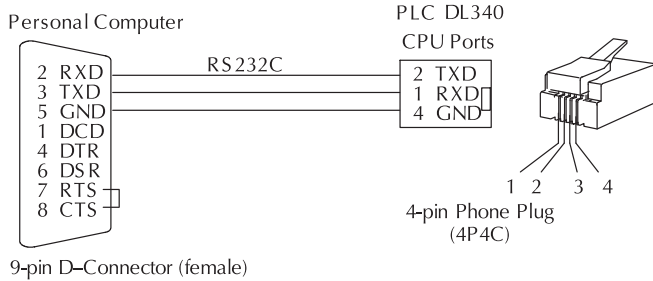 Personal Computer
PLC DL340
CPU Ports
RS232C
2 RXD
3 TXD
5 GND
1 DCD
4 DTR
6 DSR
7 RTS
8 CTS
2 TXD
1 RXD
4 GND
1 2 3 4
4-pin Phone Plug
(4P4C)
9-pin D–Connector (female)